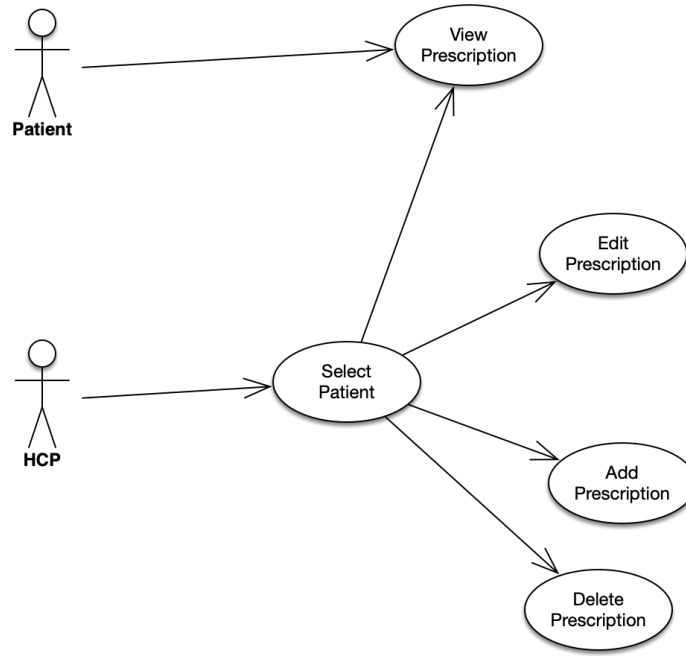 View
Prescription
Patient
Edit
Prescription
Select
Patient
HCP
Add
Prescription
Delete
Prescription